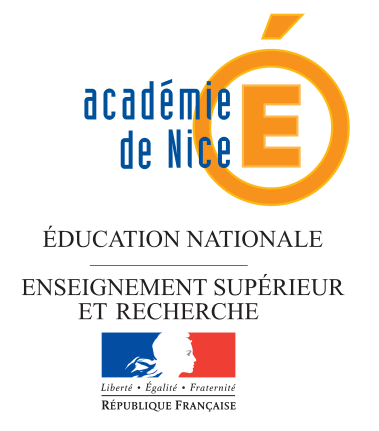 académie
de Nice
É
ÉDUCATION NATIONALE
ENSEIGNEMENT SUPÉRIEUR
ET RECHERCHE
Liberté • Égalité • Fraternité
RÉPUBLIQUE FRANÇAISE